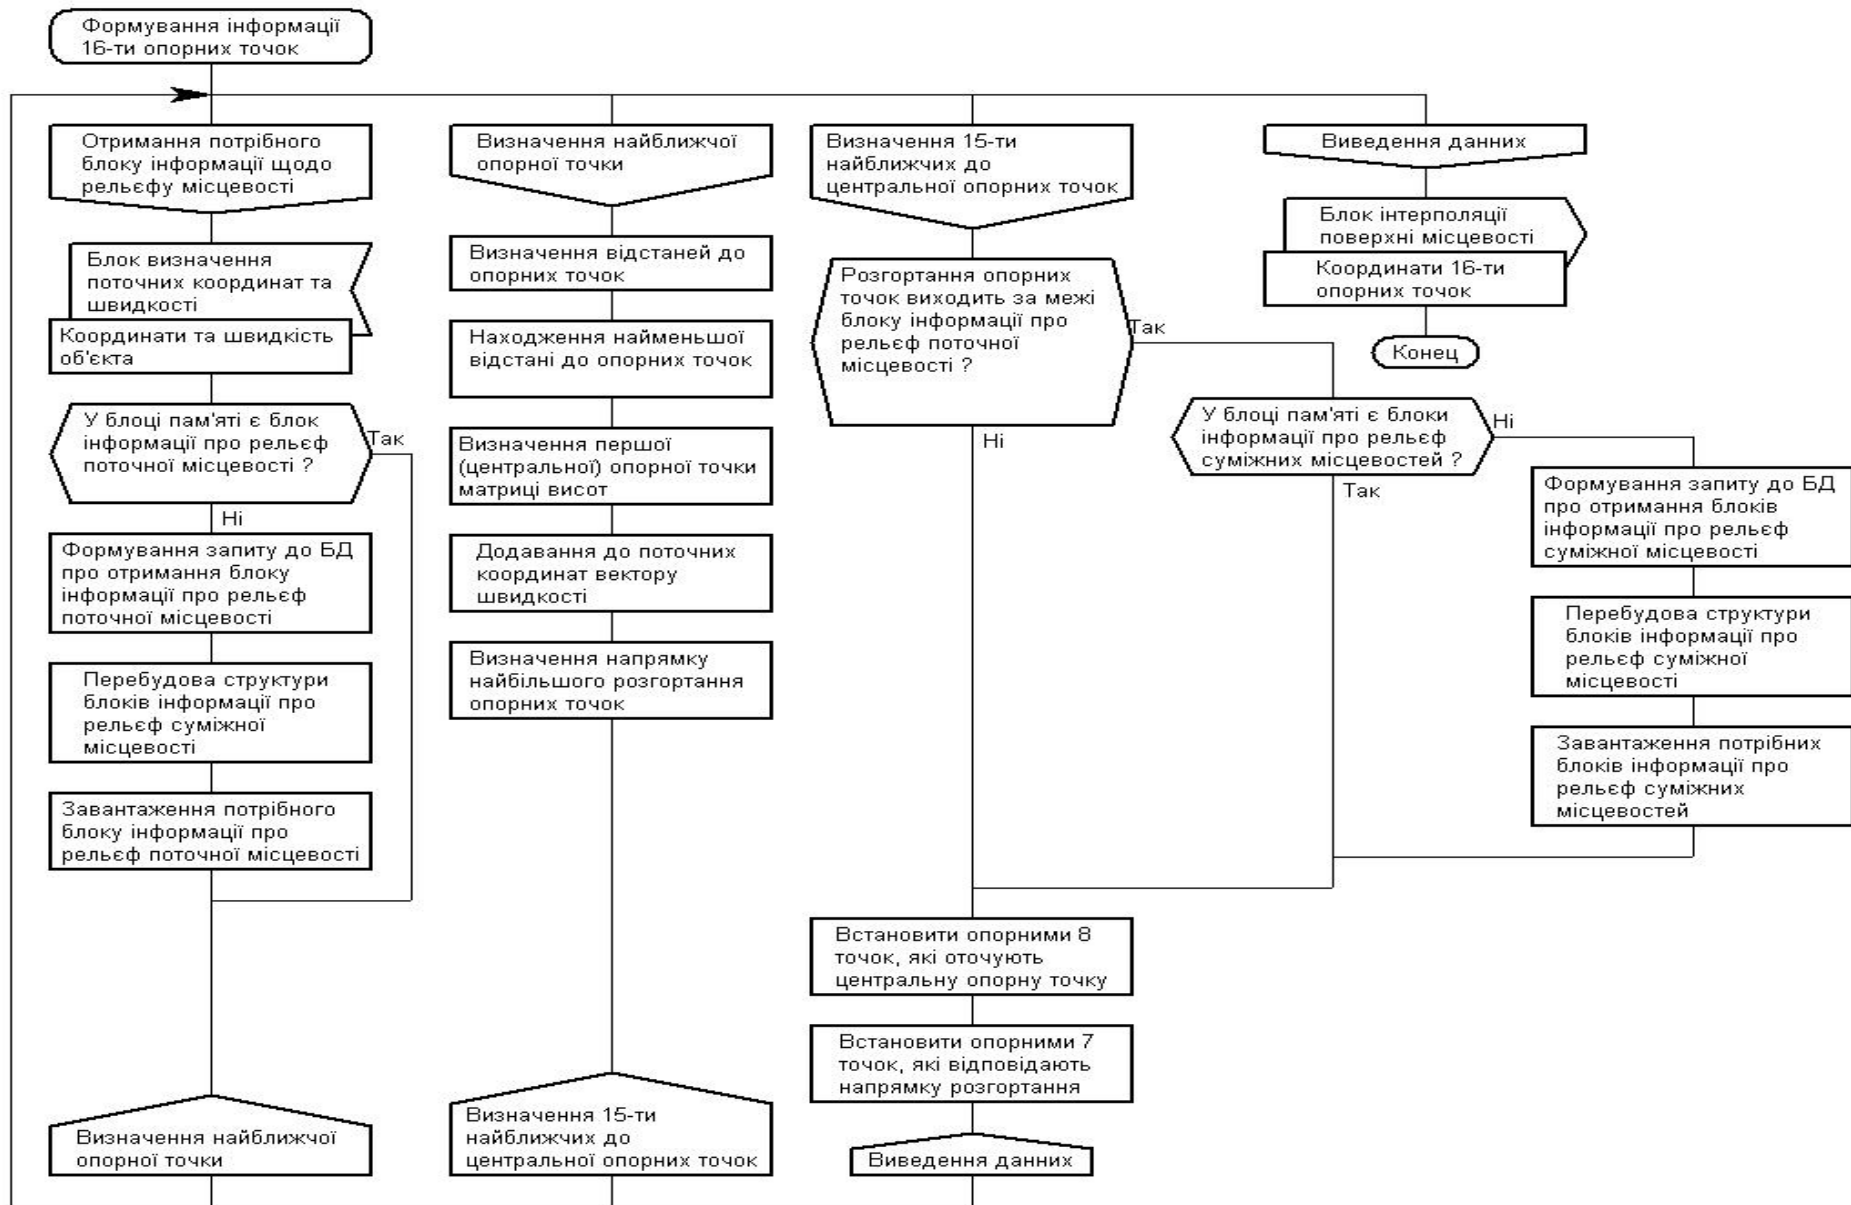 Формування інформації
16-ти опорних точок
Отримання потрібного
блоку інформації щодо
рельєфу місцевості
Блок визначення
поточних координат та
швидкості
Координати та швидкість
об'єкта
У блоці пам'яті є блок
інформації про рельєф
поточної місцевості ?
Так
Ні
Формування запиту до БД
про отримання блоку
інформації про рельєф
поточної місцевості
Перебудова структури
блоків інформації про
рельєф суміжної
місцевості
Завантаження потрібного
блоку інформації про
рельєф поточної місцевості
Визначення найближчої
опорної точки
Визначення найближчої
опорної точки
Визначення відстаней до
опорних точок
Находження найменьшої
відстані до опорних точок
Визначення першої
(центральної) опорної точки
матриці висот
Додавання до поточних
координат вектору
швидкості
Визначення напрямку
найбільшого розгортання
опорних точок
Визначення 15-ти
найближчих до
центральної опорних точок
Визначення 15-ти
найближчих до
центральної опорних точок
Розгортання опорних
точок виходить за межі
блоку інформації про
рельєф поточної
місцевості ?
Так
Ні
У блоці пам'яті є блоки
інформації про рельєф
суміжних місцевостей ?
Ні
Так
Формування запиту до БД
про отримання блоків
інформації про рельєф
суміжної місцевості
Перебудова структури
блоків інформації про
рельєф суміжної
місцевості
Завантаження потрібних
блоків інформації про
рельєф суміжних
місцевостей
Встановити опорними 8
точок, які оточують
центральну опорну точку
Встановити опорними 7
точок, які відповідають
напрямку розгортання
Виведення данних
Виведення данних
Блок інтерполяції
поверхні місцевості
Координати 16-ти
опорних точок
Конец